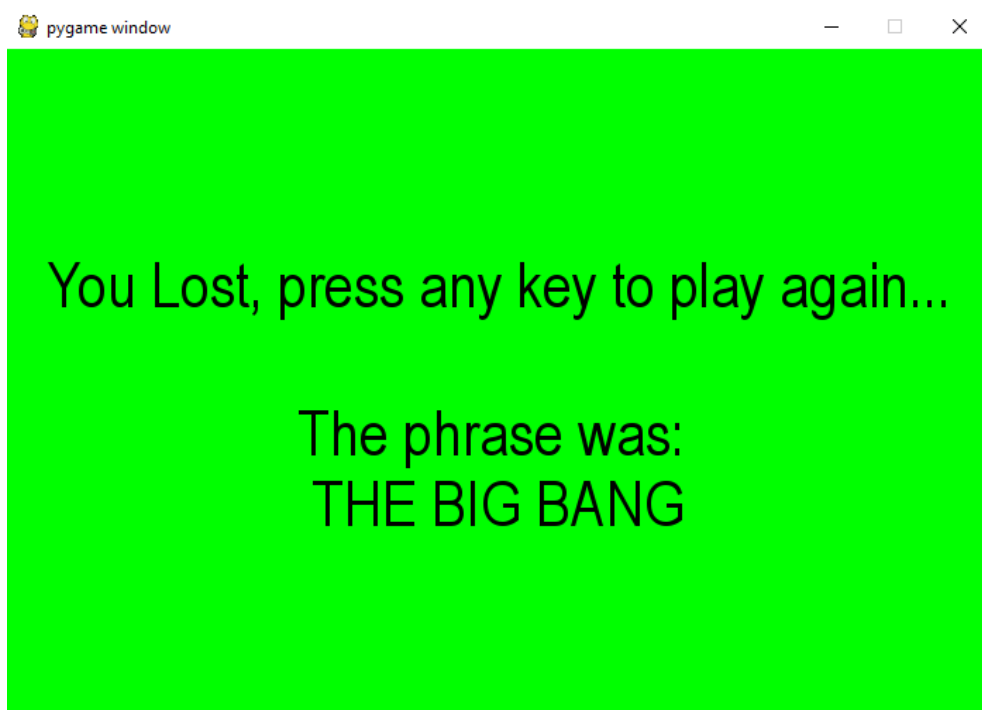 pygame window
You Lost, press any key to play again...
The phrase was:
THE BIG BANG